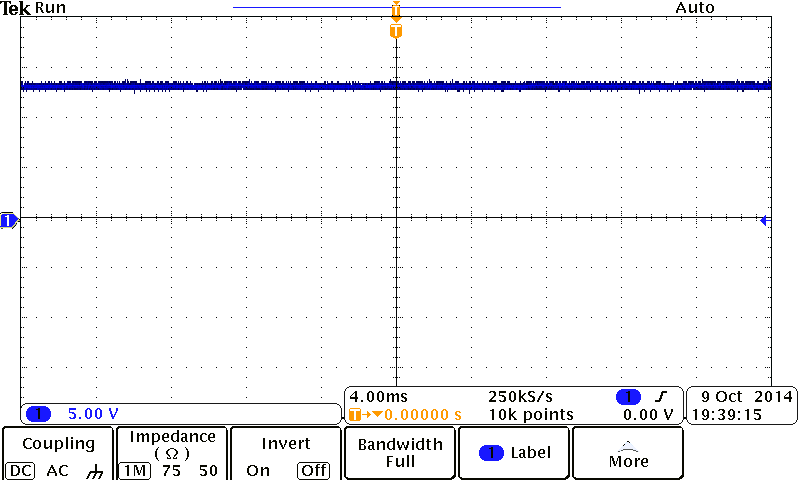 Tek Run Auto
T
T
1
1 5.00 V
4.00ms 250kS/s 1
T 0.00000 s 10k points 0.00 V
9 Oct 2014
19:39:15
Coupling
DC AC
Impedance
( Ω )
1M 75 50
Invert
On Off
Bandwidth
Full
1 Label
More